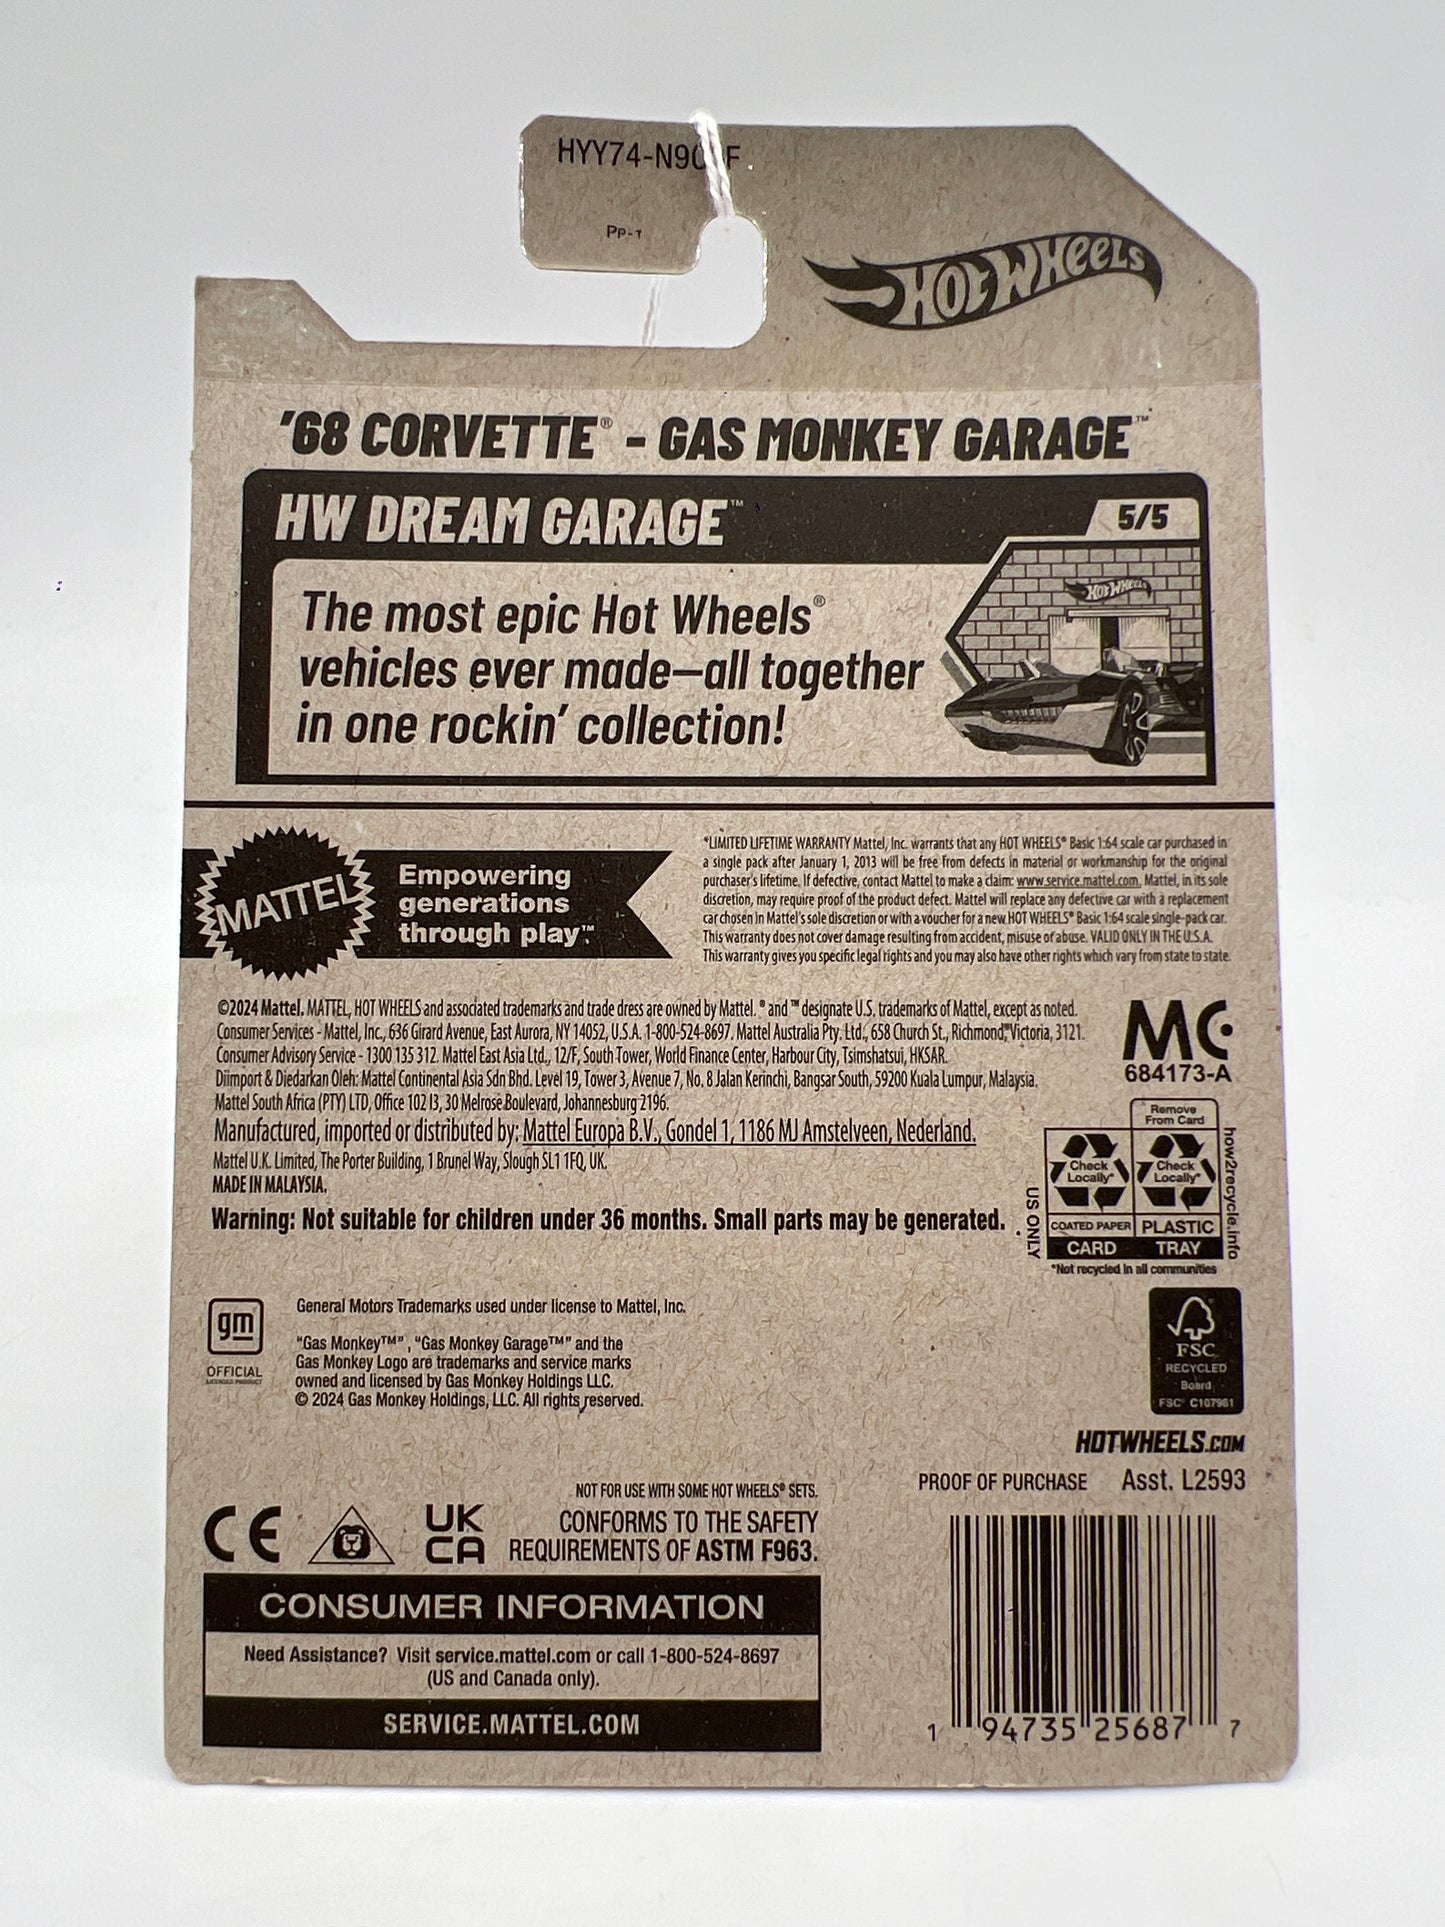 HYY74-N9
Pp-1
HOT WHEELS
'68 CORVETTE® - GAS MONKEY GARAGE™
HW DREAM GARAGE™
5/5
The most epic Hot Wheels®
vehicles ever made—all together
in one rockin' collection!
HOT WHEELS
MATTEL
Empowering
generations
through play™.
*LIMITED LIFETIME WARRANTY Mattel, Inc. warrants that any HOT WHEELS® Basic 1:64 scale car purchased in
a single pack after January 1, 2013 will be free from defects in material or workmanship for the original
purchaser's lifetime. If defective, contact Mattel to make a claim: www.service.mattel.com. Mattel, in its sole
discretion, may require proof of the product defect. Mattel will replace any defective car with a replacement
car chosen in Mattel's sole discretion or with a voucher for a new HOT WHEELS® Basic 1:64 scale single-pack car.
This warranty does not cover damage resulting from accident, misuse of abuse. VALID ONLY IN THE U.S.A.
This warranty gives you specific legal rights and you may also have other rights which vary from state to state.
©2024 Mattel. MATTEL, HOT WHEELS and associated trademarks and trade dress are owned by Mattel. ® and ™ designate U.S. trademarks of Mattel, except as noted.
Consumer Services - Mattel, Inc., 636 Girard Avenue, East Aurora, NY 14052, U.S.A. 1-800-524-8697. Mattel Australia Pty. Ltd., 658 Church St., Richmond, Victoria, 3121.
Consumer Advisory Service - 1300 135 312. Mattel East Asia Ltd., 12/F, South Tower, World Finance Center, Harbour City, Tsimshatsui, HKSAR.
Diimport & Diedarkan Oleh: Mattel Continental Asia Sdn Bhd. Level 19, Tower 3, Avenue 7, No. 8 Jalan Kerinchi, Bangsar South, 59200 Kuala Lumpur, Malaysia.
Mattel South Africa (PTY) LTD, Office 102 I3, 30 Melrose Boulevard, Johannesburg 2196.
Manufactured, imported or distributed by: Mattel Europa B.V., Gondel 1, 1186 MJ Amstelveen, Nederland.
Mattel U.K. Limited, The Porter Building, 1 Brunel Way, Slough SL1 1FQ, UK.
MADE IN MALAYSIA.
Warning: Not suitable for children under 36 months. Small parts may be generated.
MC
684173-A
Remove
From Card
Check
Locally*
Check
Locally*
COATED PAPER
PLASTIC
CARD
TRAY
US ONLY
how2recycle.info
*Not recycled in all communities
gm
OFFICIAL
LICENSED PRODUCT
General Motors Trademarks used under license to Mattel, Inc.
"Gas Monkey™", "Gas Monkey Garage™" and the
Gas Monkey Logo are trademarks and service marks
owned and licensed by Gas Monkey Holdings LLC.
© 2024 Gas Monkey Holdings, LLC. All rights reserved.
FSC
RECYCLED
Board
FSC® C107961
HOTWHEELS.COM
PROOF OF PURCHASE Asst. L2593
NOT FOR USE WITH SOME HOT WHEELS® SETS.
CE
UK
CA
CONFORMS TO THE SAFETY
REQUIREMENTS OF ASTM F963.
CONSUMER INFORMATION
Need Assistance? Visit service.mattel.com or call 1-800-524-8697
(US and Canada only).
SERVICE.MATTEL.COM
1 94735 25687 7